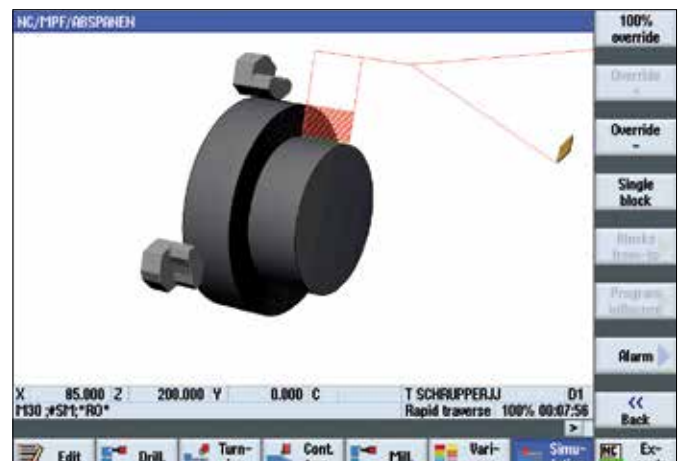 NC/MPF/ABSPANEN
100%
override
Override
+
Override
-
Single
block
Blocks
from-to
Program
Alarm
<<
Back
X 85.000 Z 200.000 Y 0.000 C T SCHRUPPERJJ D1
M30 ;#SM;*RO* Rapid traverse 100% 00:07:56
>
Edit
Drill.
Turn-
Cont.
Mill.
Vari-
Simu-
NC Ex-